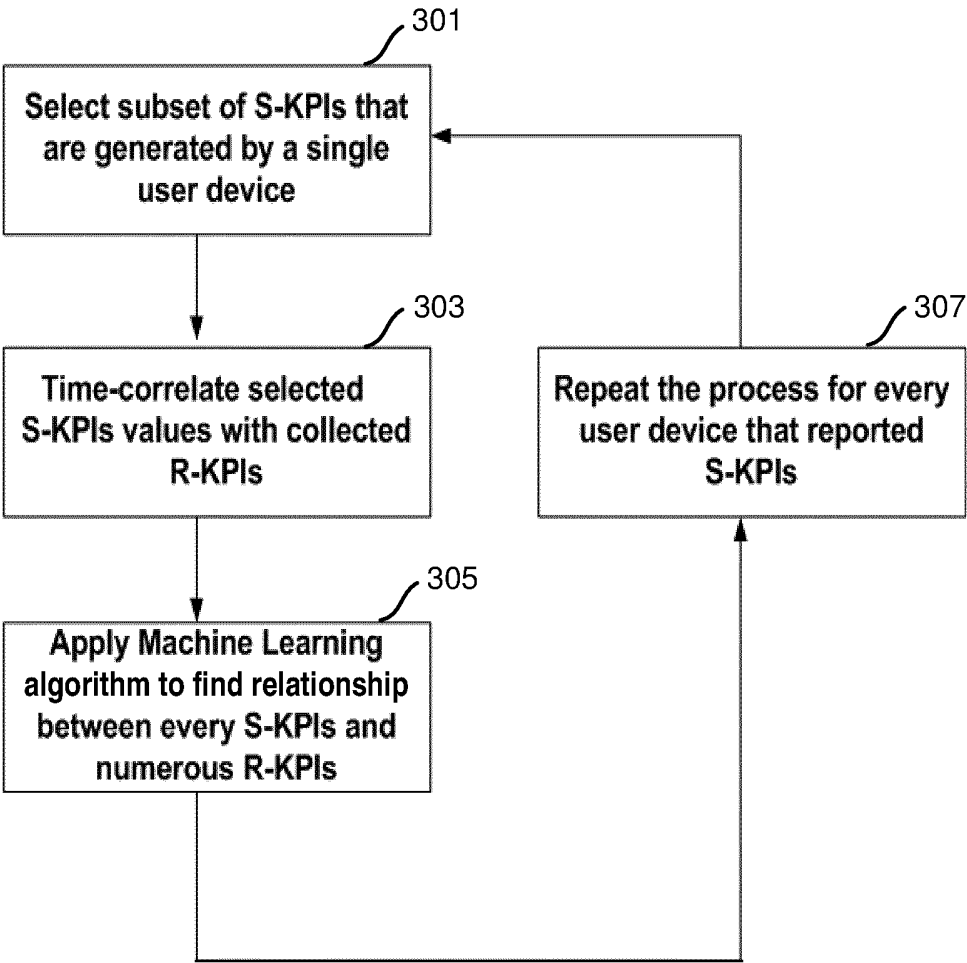 301
Select subset of S-KPIs that
are generated by a single
user device
303
Time-correlate selected
S-KPIs values with collected
R-KPIs
305
Apply Machine Learning
algorithm to find relationship
between every S-KPIs and
numerous R-KPIs
307
Repeat the process for every
user device that reported
S-KPIs